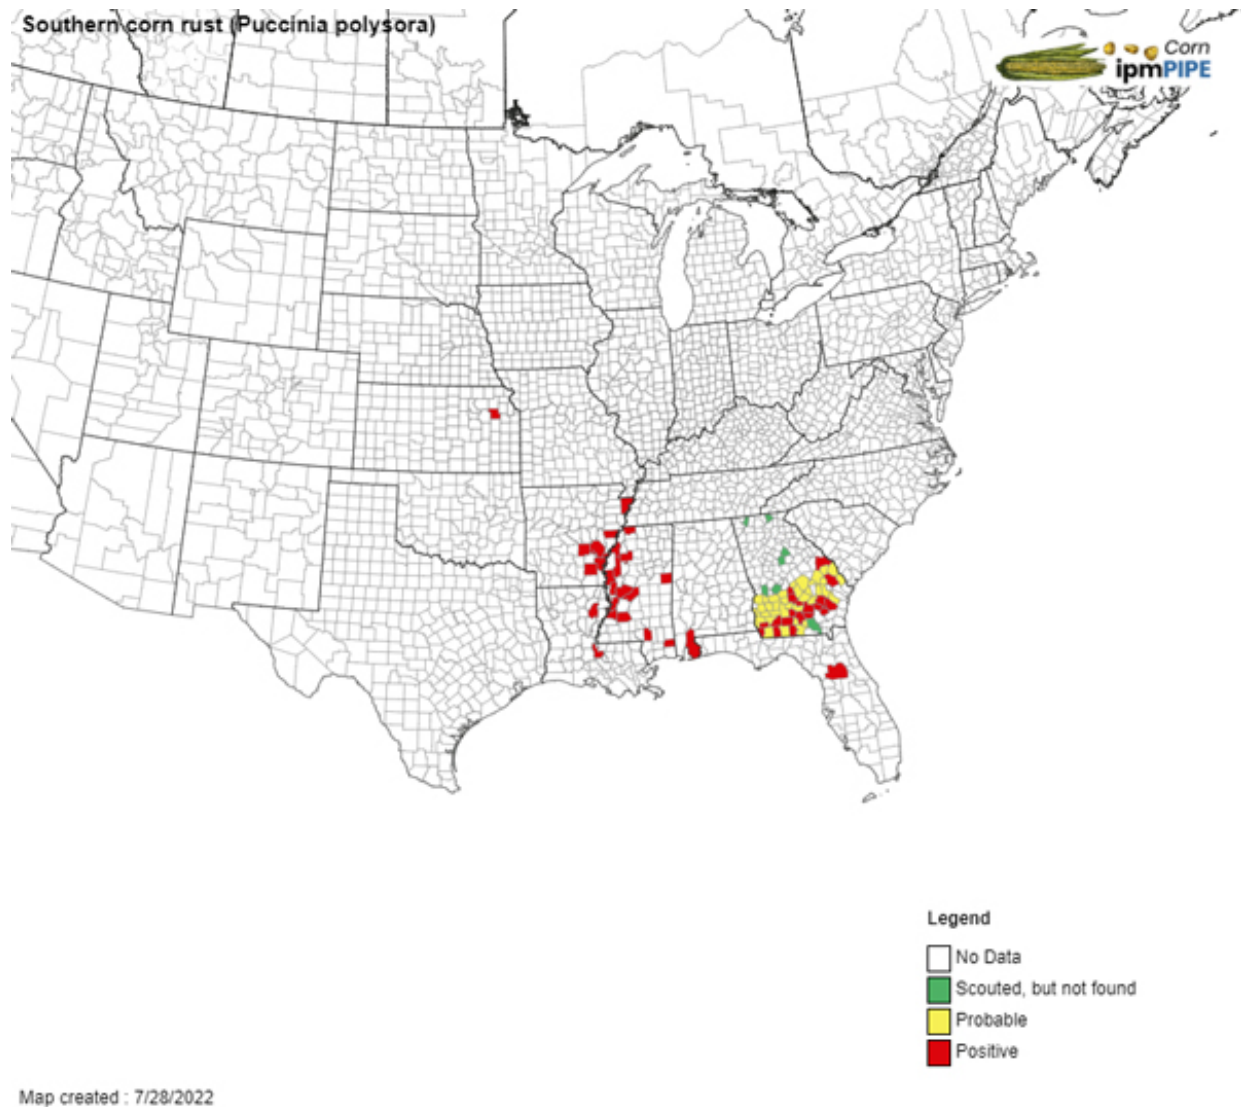 Southern corn rust (Puccinia polysora)
Corn
ipmPIPE
Legend
No Data
Scouted, but not found
Probable
Positive
Map created : 7/28/2022